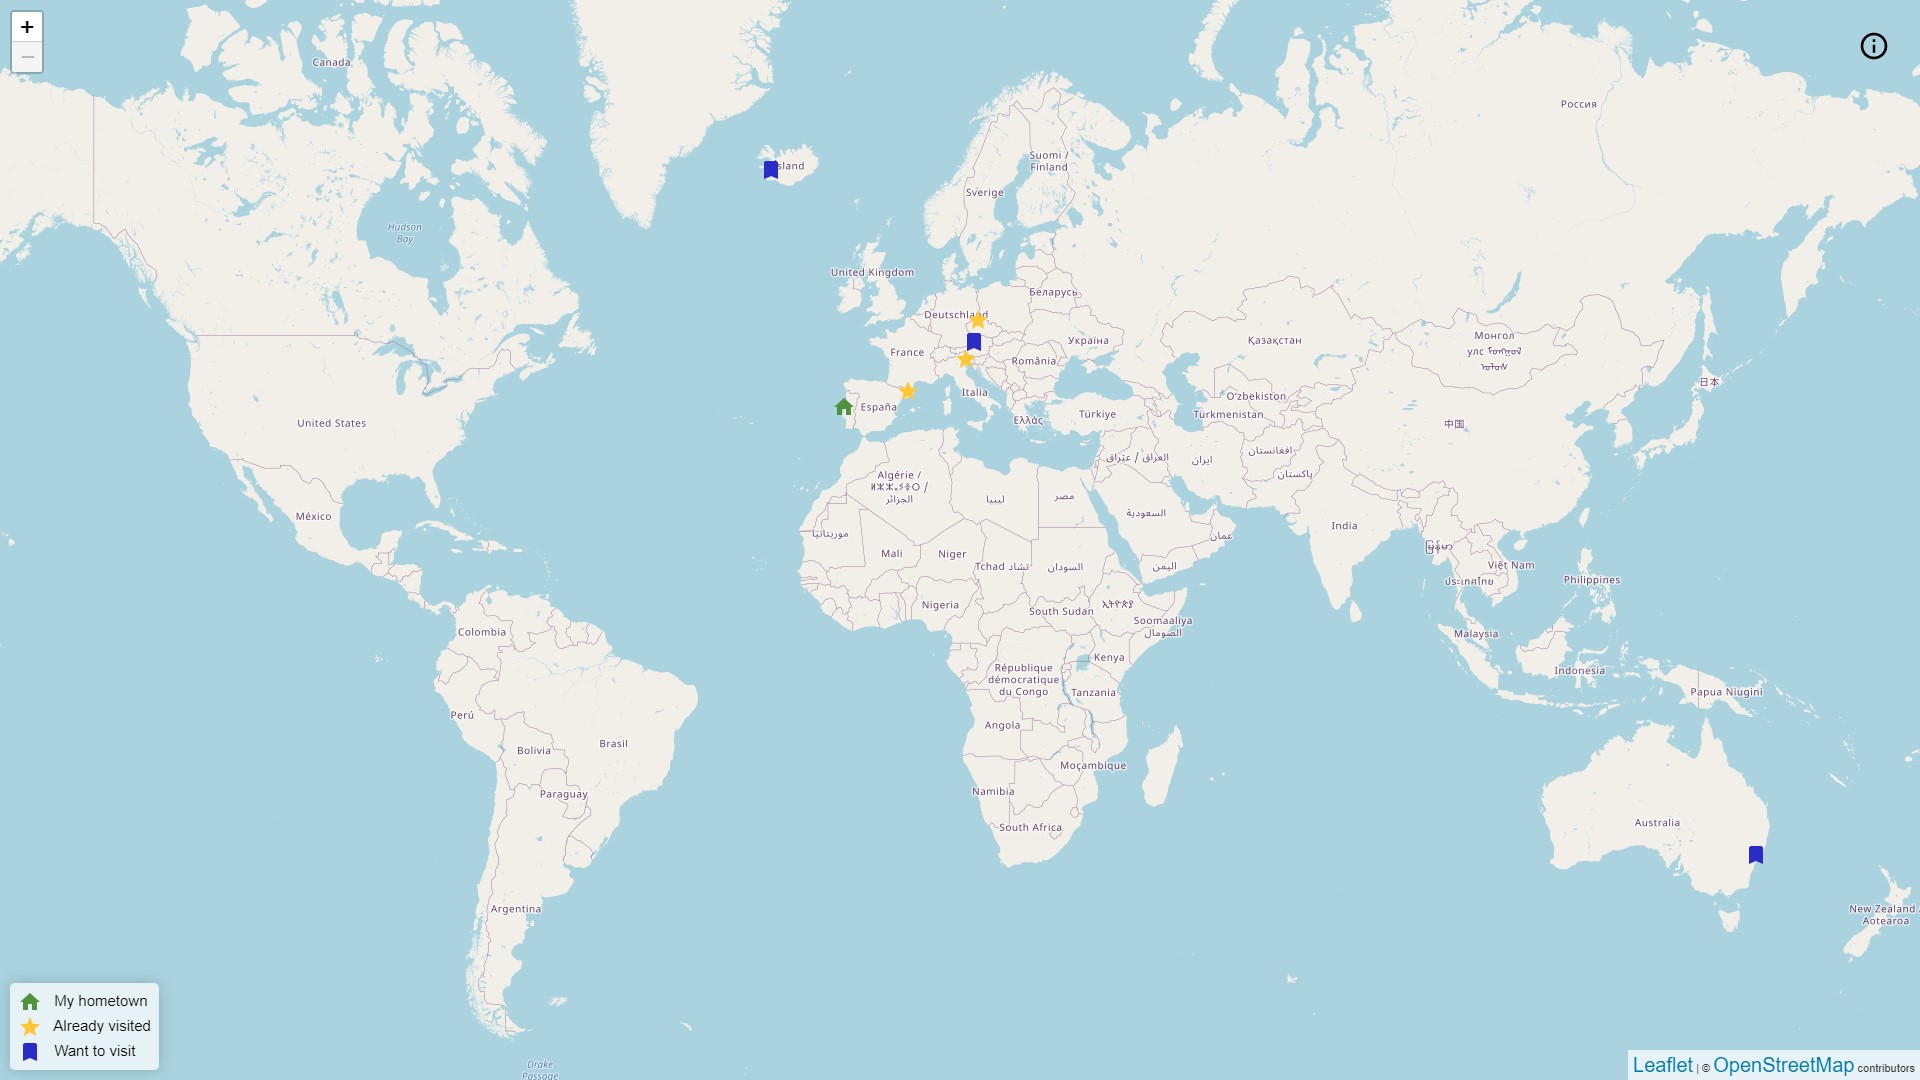 +
−
Canada
Россия
Hudson
Bay
sland
Suomi /
Finland
Sverige
United Kingdom
Беларусь
Deutschland
France
Україна
România
Қазақстан
Монгол
улс
日本
Italia
España
Ελλάς
Türkiye
Oʻzbekiston
Türkmenistan
中国
United States
العراق / عێراق
ایران
افغانستان
پاکستان
Algérie /
الجزائر
ليبيا
مصر
السعودية
عمان
México
India
موريتانيا
Mali
Niger
Tchad تشاد
السودان
اليمن
Việt Nam
ประเทศไทย
Philippines
Nigeria
South Sudan
ኢትዮጵያ
Soomaaliya
الصومال
Colombia
Malaysia
Kenya
République
démocratique
du Congo
Indonesia
Tanzania
Papua Niugini
Perú
Angola
Brasil
Bolivia
Moçambique
Namibia
Paraguay
South Africa
Australia
Argentina
New Zealand /
Aotearoa
My hometown
Already visited
Want to visit
Drake
Passage
Leaflet | © OpenStreetMap contributors